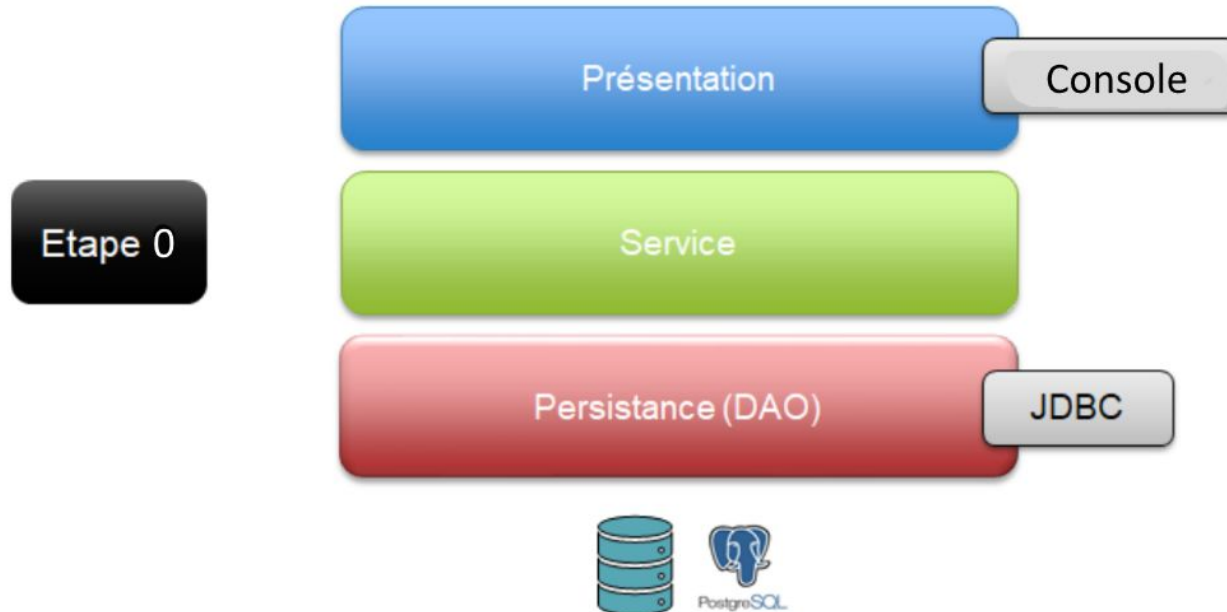 Présentation
Console
Etape 0
Service
Persistance (DAO)
JDBC
PostgreSQL